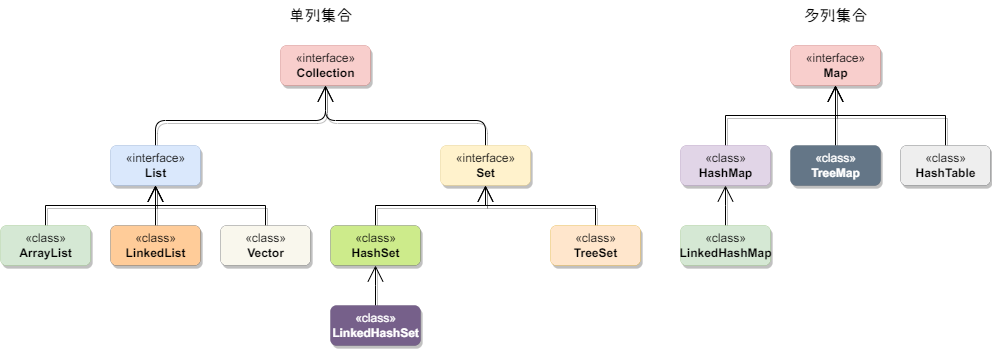 单列集合
多列集合
«interface»
Collection
«interface»
Map
«interface»
List
«interface»
Set
«class»
HashMap
«class»
TreeMap
«class»
HashTable
«class»
ArrayList
«class»
LinkedList
«class»
Vector
«class»
HashSet
«class»
TreeSet
«class»
LinkedHashMap
«class»
LinkedHashSet